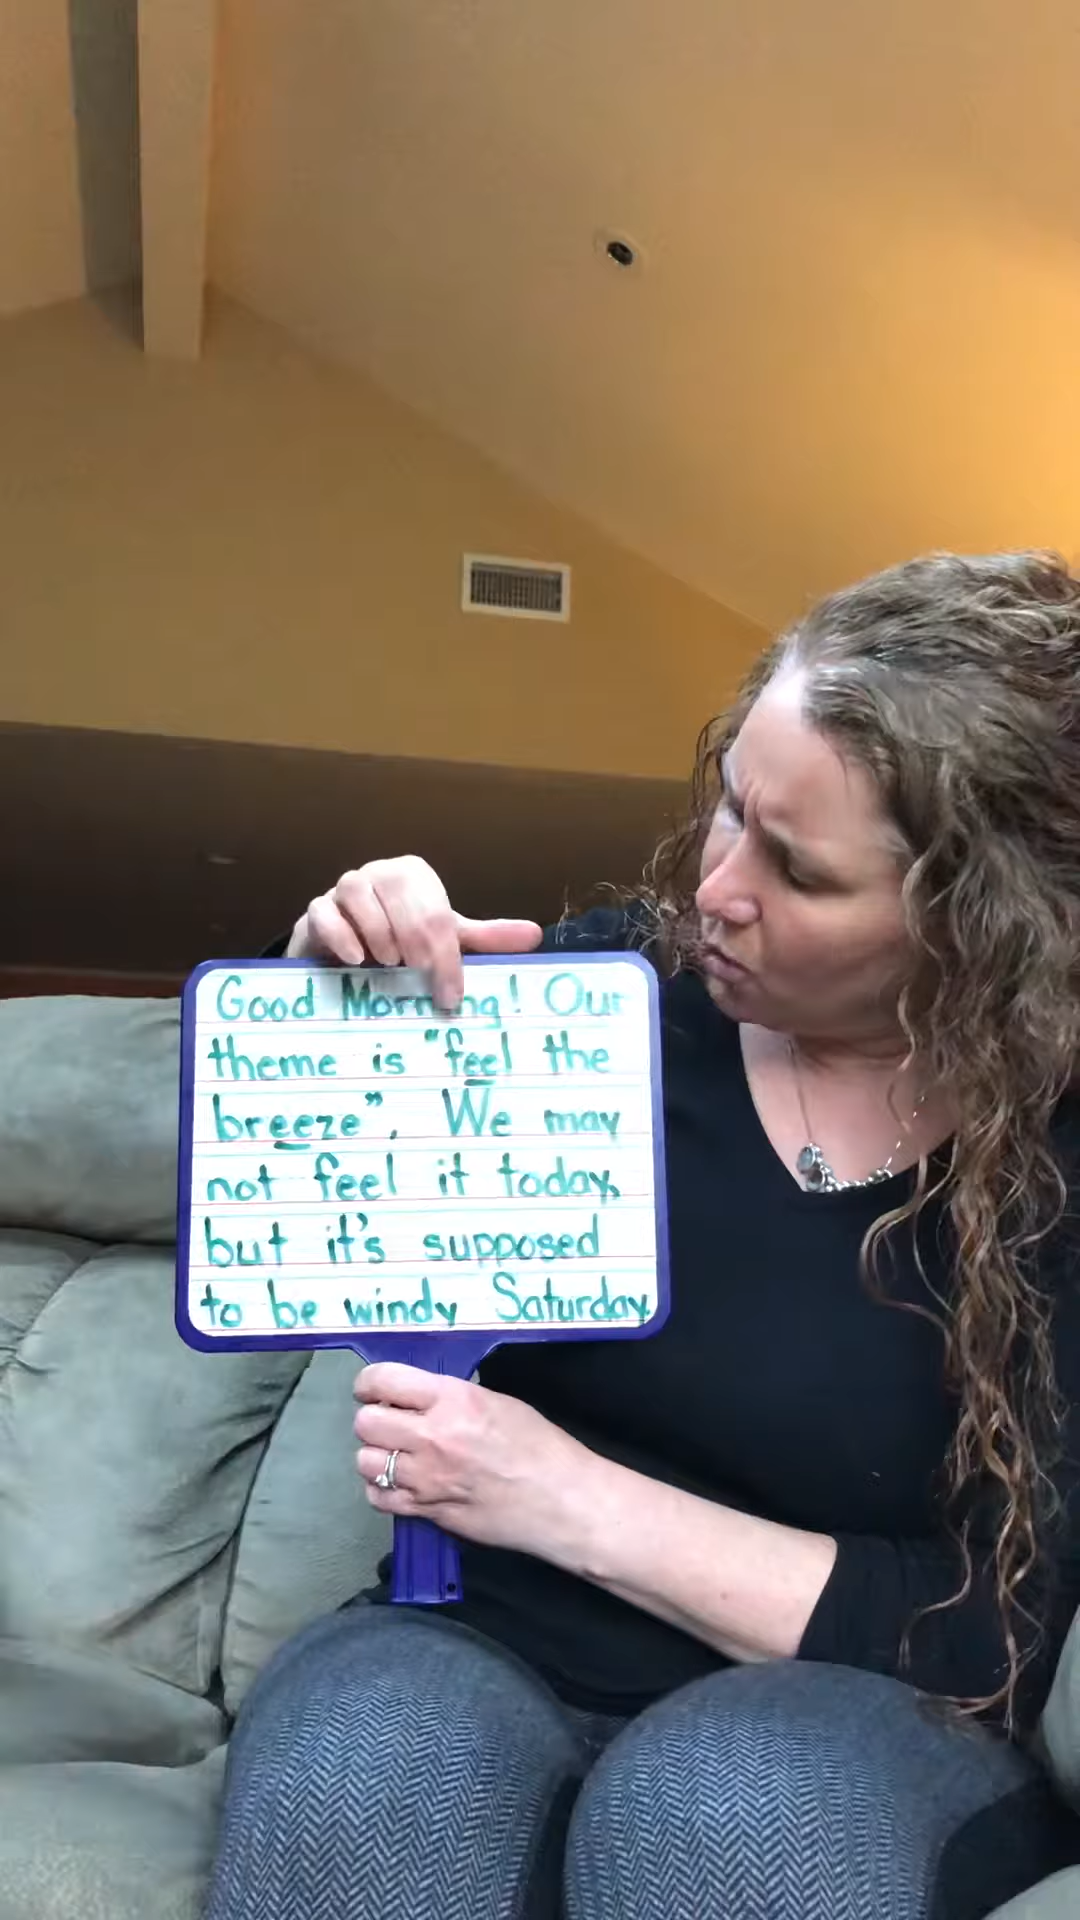 Good Morning! Our
theme is "feel the
breeze". We may
not feel it today,
but it's supposed
to be windy Saturday.